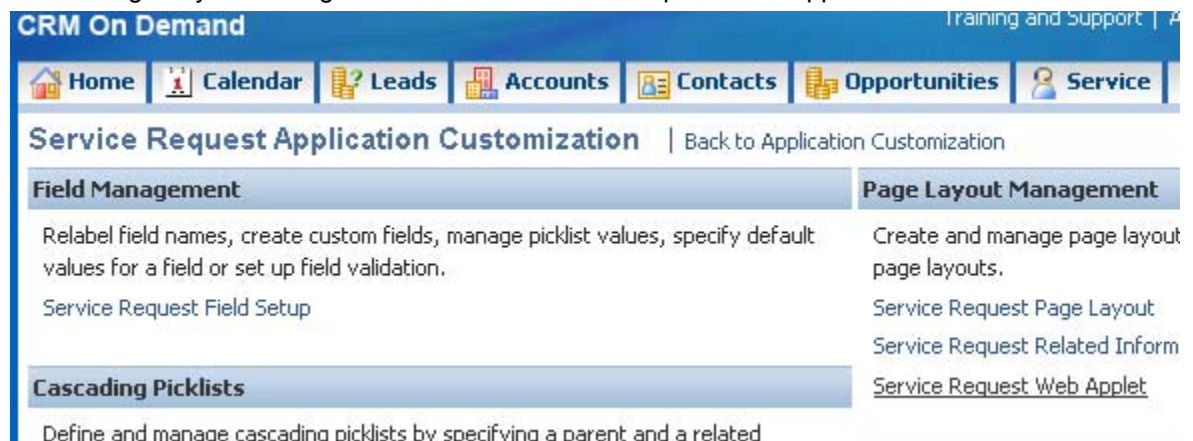 CRM On Demand
Training and Support |
Home Calendar Leads Accounts Contacts Opportunities Service
Service Request Application Customization | Back to Application Customization
Field Management
Relabel field names, create custom fields, manage picklist values, specify default
values for a field or set up field validation.
Service Request Field Setup
Cascading Picklists
Define and manage cascading picklists by specifying a parent and a related
Page Layout Management
Create and manage page layout
page layouts.
Service Request Page Layout
Service Request Related Inform
Service Request Web Applet